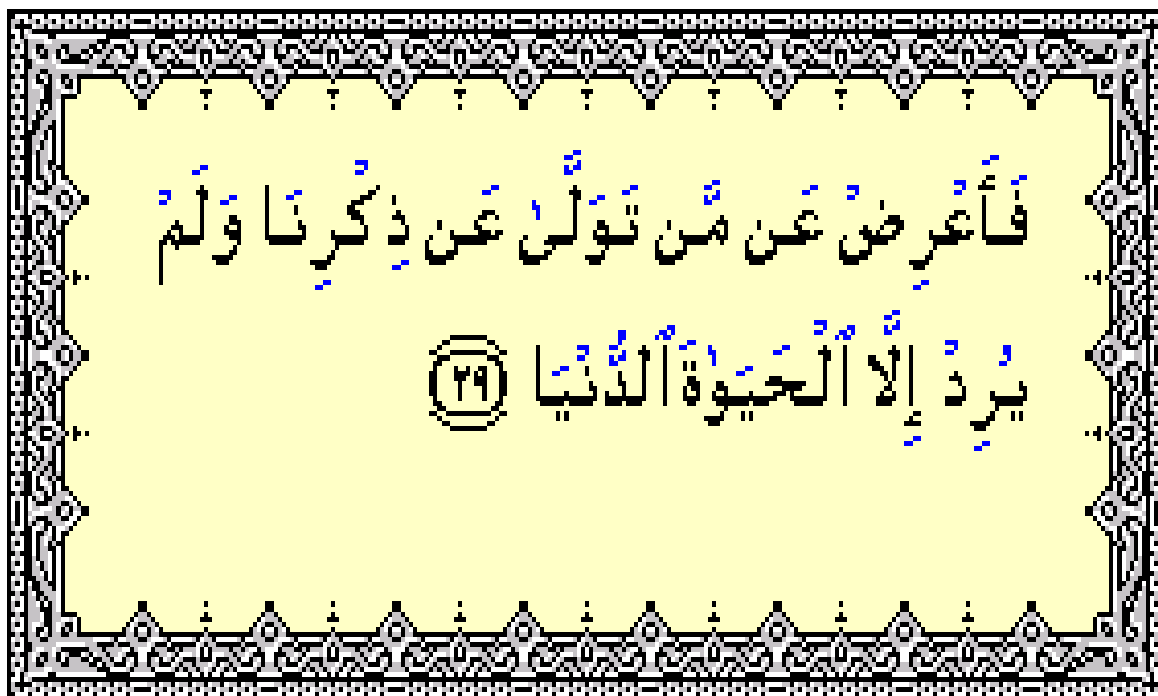 فَأَعْرِضْ عَن مَّن تَوَلَّىٰ عَن ذِكْرِنَا وَلَمْ
يُرِدْ إِلَّا ٱلْحَيَوٰةَ ٱلدُّنْيَا ٢٩